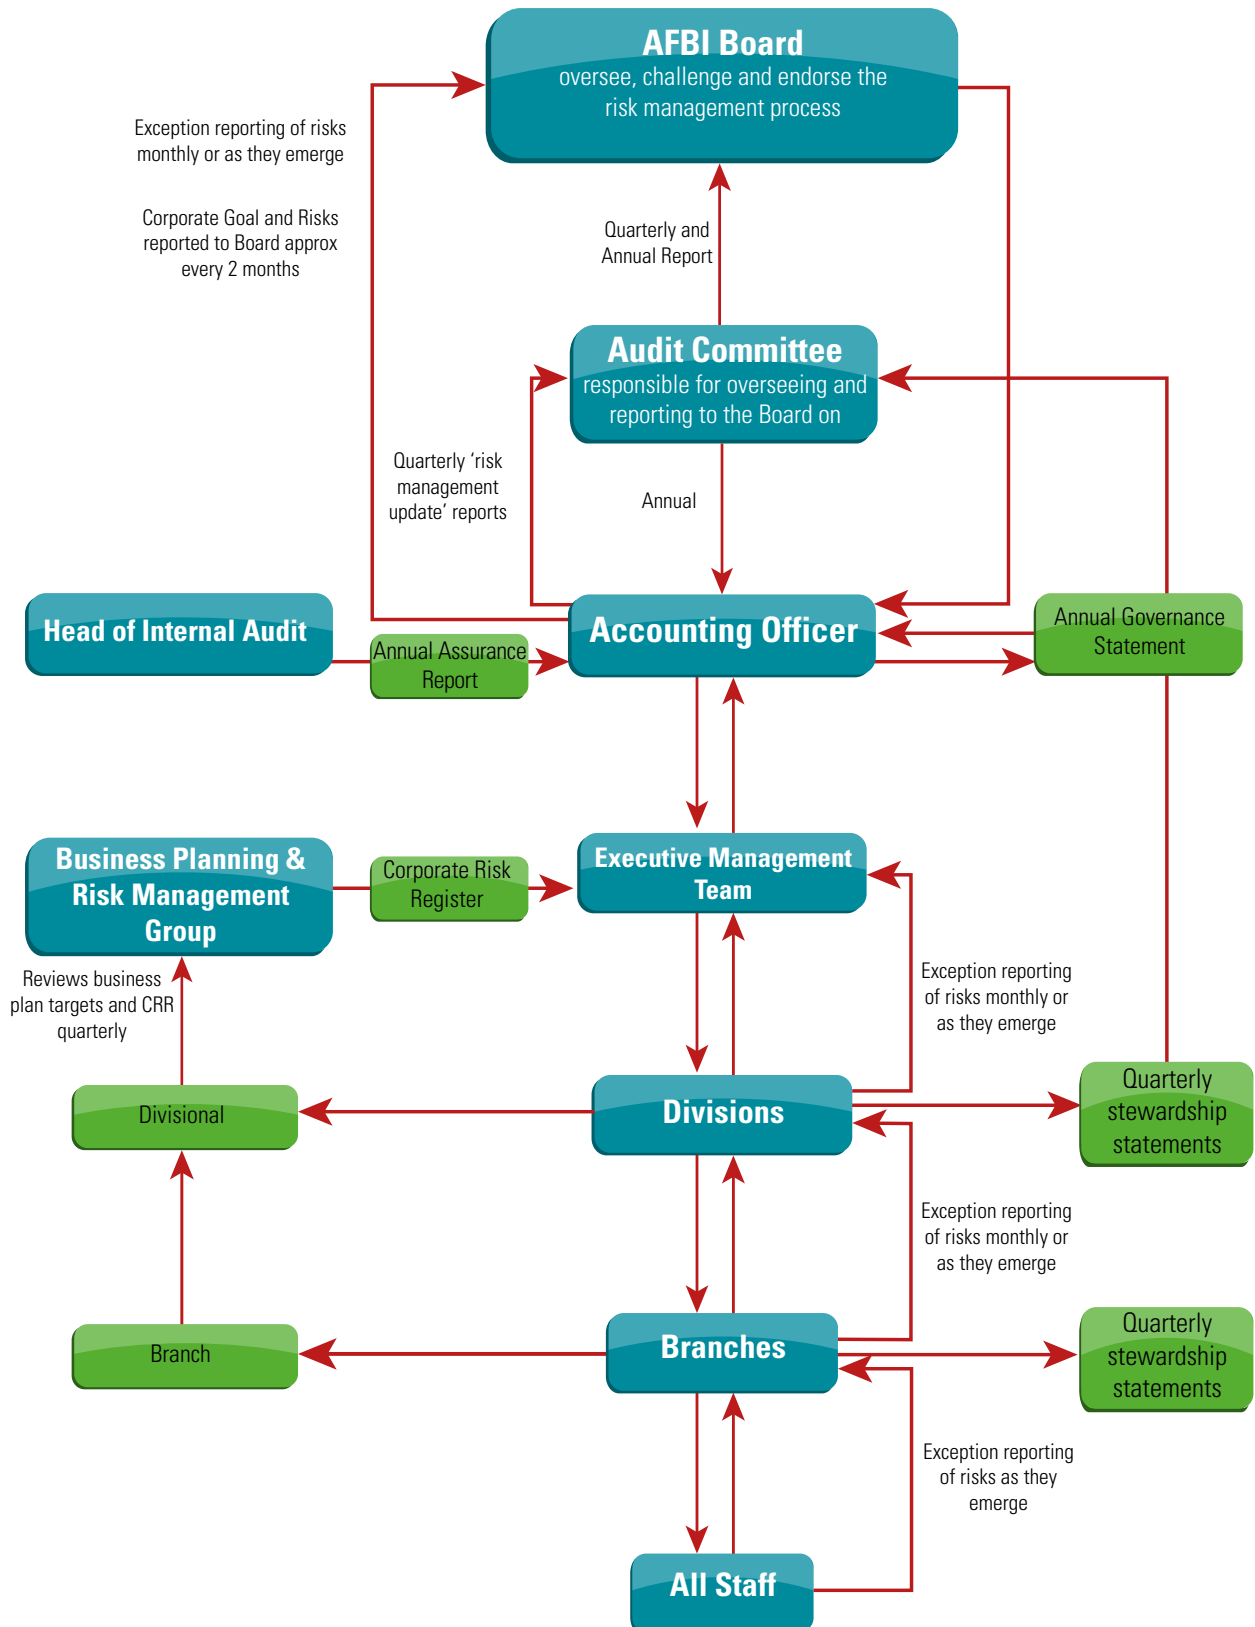 AFBI Board
oversee, challenge and endorse the
risk management process
Exception reporting of risks
monthly or as they emerge
Corporate Goal and Risks
reported to Board approx
every 2 months
Quarterly and
Annual Report
Audit Committee
responsible for overseeing and
reporting to the Board on
Quarterly ‘risk
management
update’ reports
Annual
Head of Internal Audit
Annual Assurance
Report
Accounting Officer
Annual Governance
Statement
Business Planning &
Risk Management
Group
Corporate Risk
Register
Executive Management
Team
Reviews business
plan targets and CRR
quarterly
Exception reporting
of risks monthly or
as they emerge
Divisional
Divisions
Quarterly
stewardship
statements
Exception reporting
of risks monthly or
as they emerge
Branch
Branches
Quarterly
stewardship
statements
Exception reporting
of risks as they
emerge
All Staff